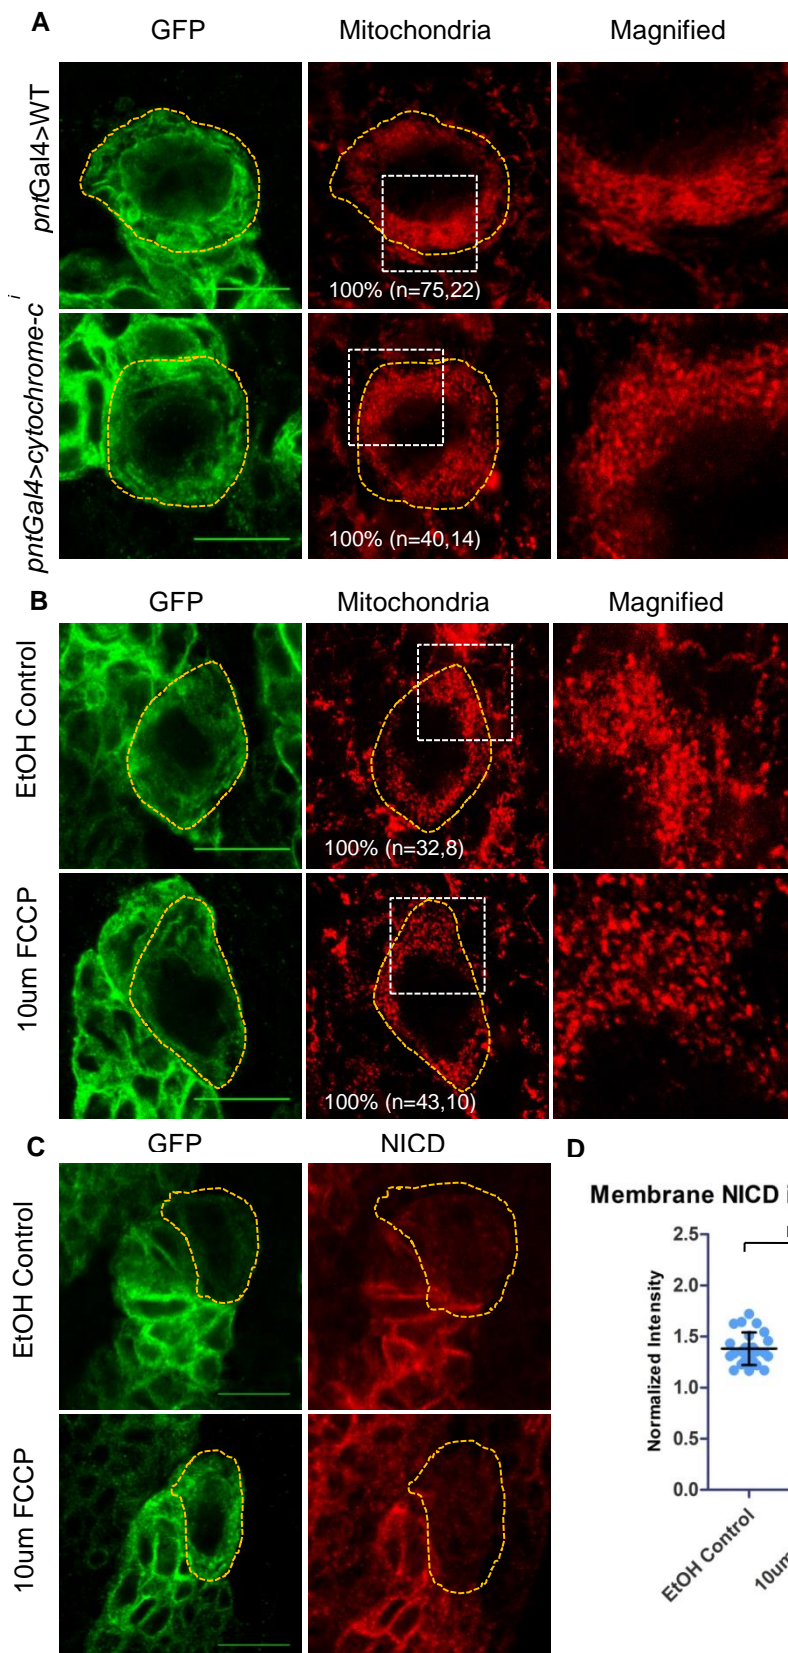 A
GFP Mitochondria Magnified
pntGal4>WT
100% (n=75,22)
pntGal4>cytochrome-c i
100% (n=40,14)
B
GFP Mitochondria Magnified
EtOH Control
100% (n=32,8)
10um FCCP
100% (n=43,10)
C
GFP NICD
EtOH Control
10um FCCP
D
Membrane NICD i
Normalized Intensity
2.5
2.0
1.5
1.0
0.5
0.0
EtOH Control
10um